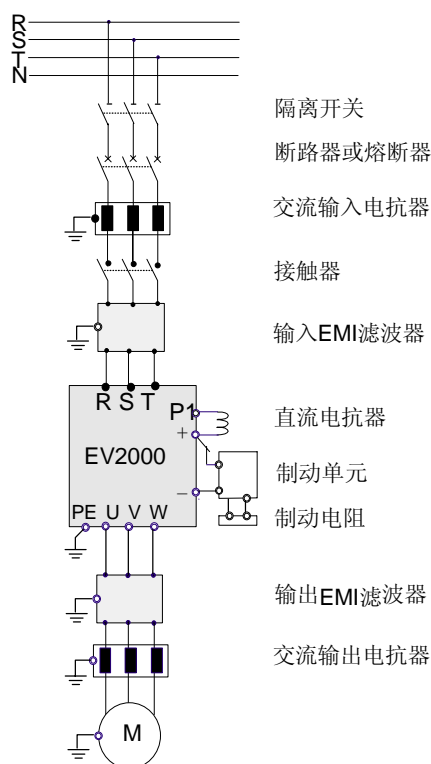 R
S
T
N
隔离开关
断路器或熔断器
交流输入电抗器
接触器
输入EMI滤波器
R S T
P1
直流电抗器
+
EV2000
制动单元
−
PE U V W
制动电阻
输出EMI滤波器
交流输出电抗器
M